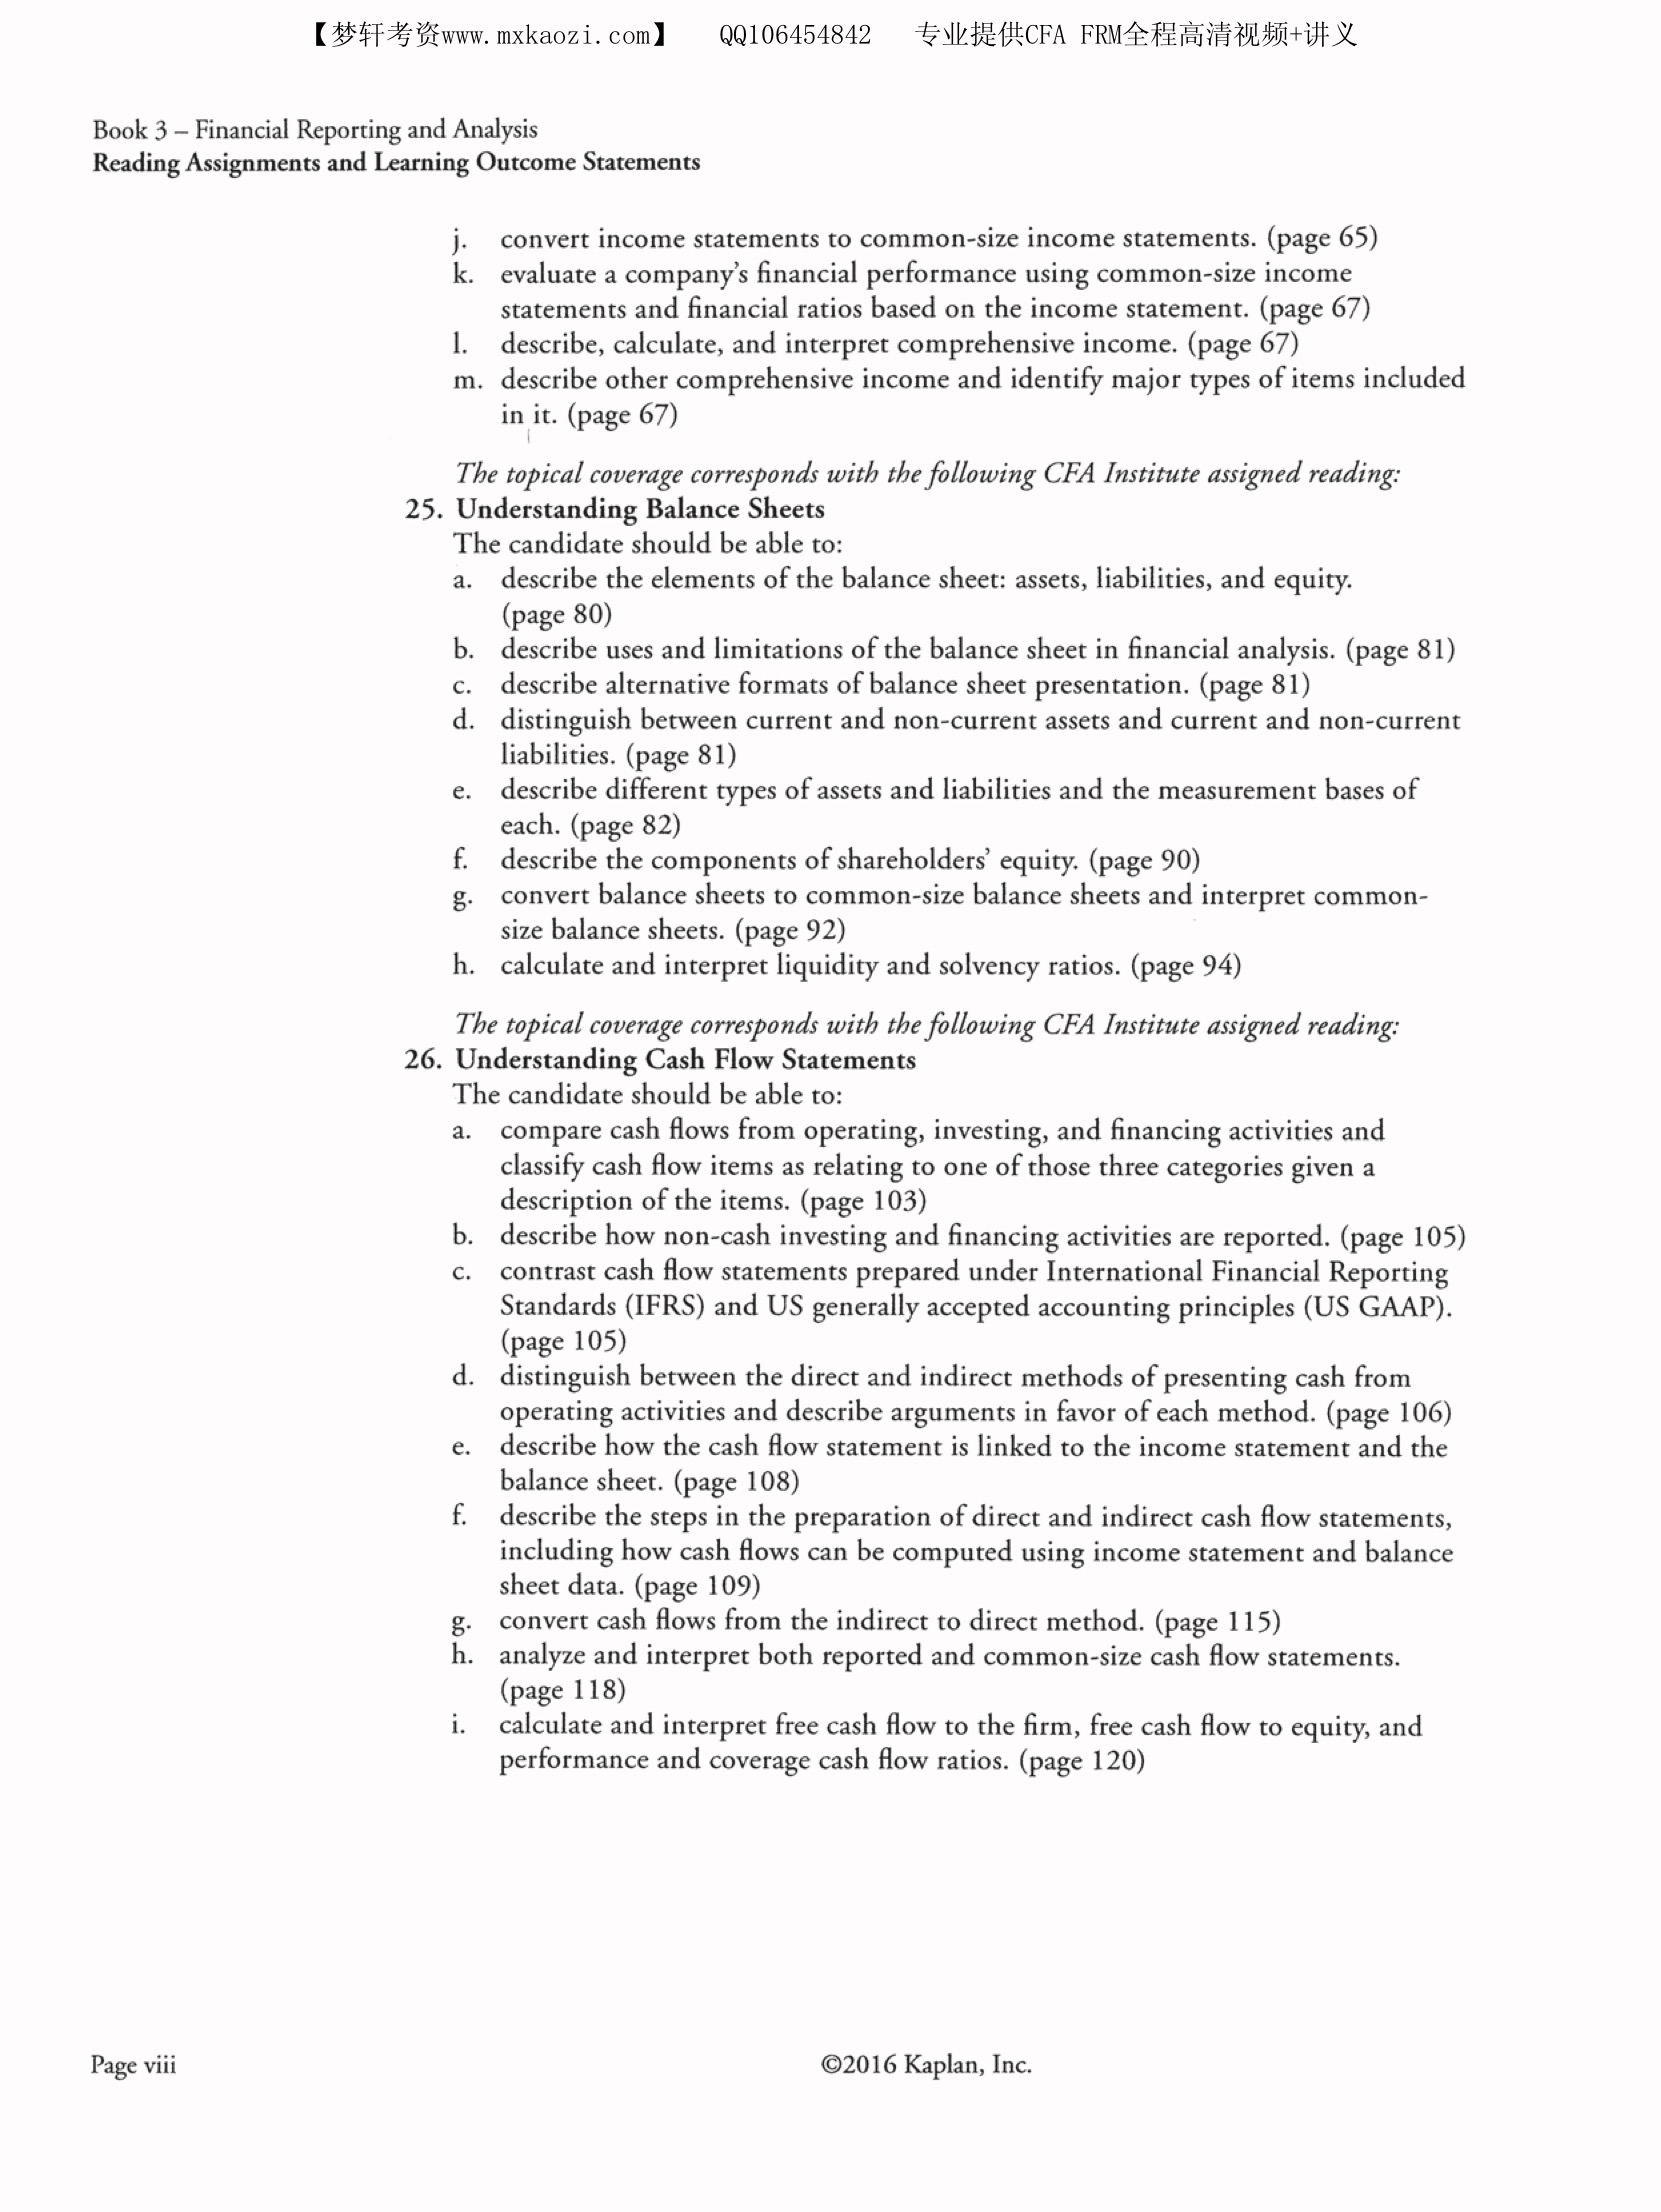 【梦轩考资www.mxkaozi.com】 QQ106454842 专业提供CFA FRM全程高清视频+讲义
Book 3 – Financial Reporting and Analysis
Reading Assignments and Learning Outcome Statements
j. convert income statements to common-size income statements. (page 65)
k. evaluate a company’s financial performance using common-size income
statements and financial ratios based on the income statement. (page 67)
l. describe, calculate, and interpret comprehensive income. (page 67)
m. describe other comprehensive income and identify major types of items included
in it. (page 67)
The topical coverage corresponds with the following CFA Institute assigned reading:
25. Understanding Balance Sheets
The candidate should be able to:
a. describe the elements of the balance sheet: assets, liabilities, and equity.
(page 80)
b. describe uses and limitations of the balance sheet in financial analysis. (page 81)
c. describe alternative formats of balance sheet presentation. (page 81)
d. distinguish between current and non-current assets and current and non-current
liabilities. (page 81)
e. describe different types of assets and liabilities and the measurement bases of
each. (page 82)
f. describe the components of shareholders’ equity. (page 90)
g. convert balance sheets to common-size balance sheets and interpret common-
size balance sheets. (page 92)
h. calculate and interpret liquidity and solvency ratios. (page 94)
The topical coverage corresponds with the following CFA Institute assigned reading:
26. Understanding Cash Flow Statements
The candidate should be able to:
a. compare cash flows from operating, investing, and financing activities and
classify cash flow items as relating to one of those three categories given a
description of the items. (page 103)
b. describe how non-cash investing and financing activities are reported. (page 105)
c. contrast cash flow statements prepared under International Financial Reporting
Standards (IFRS) and US generally accepted accounting principles (US GAAP).
(page 105)
d. distinguish between the direct and indirect methods of presenting cash from
operating activities and describe arguments in favor of each method. (page 106)
e. describe how the cash flow statement is linked to the income statement and the
balance sheet. (page 108)
f. describe the steps in the preparation of direct and indirect cash flow statements,
including how cash flows can be computed using income statement and balance
sheet data. (page 109)
g. convert cash flows from the indirect to direct method. (page 115)
h. analyze and interpret both reported and common-size cash flow statements.
(page 118)
i. calculate and interpret free cash flow to the firm, free cash flow to equity, and
performance and coverage cash flow ratios. (page 120)
Page viii
©2016 Kaplan, Inc.